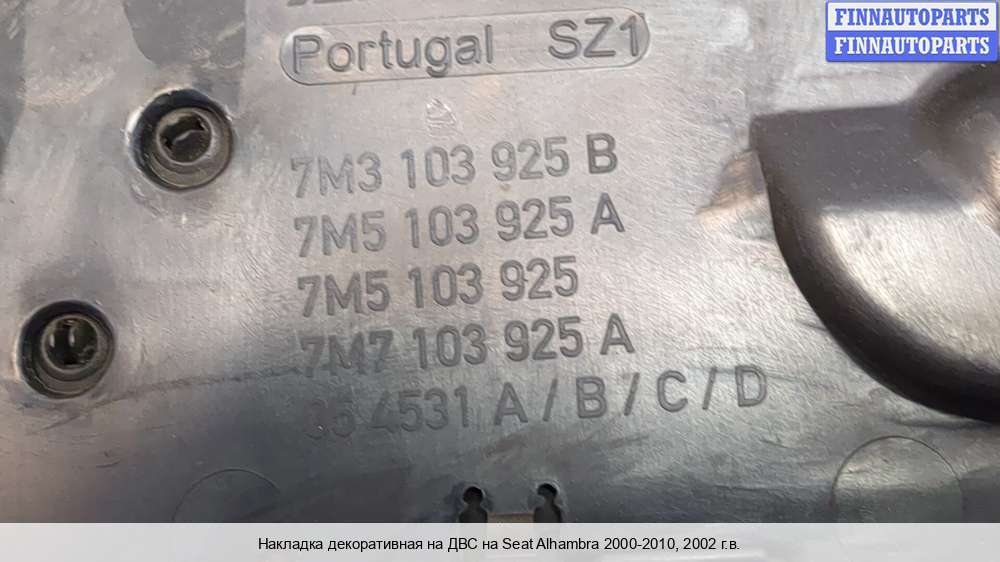 FINNAUTOPARTS
FINNAUTOPARTS
Portugal SZ1
7M3 103 925 B
7M5 103 925 A
7M5 103 925
7M7 103 925 A
4531 A / B / C / D
Накладка декоративная на ДВС на Seat Alhambra 2000-2010, 2002 г.в.